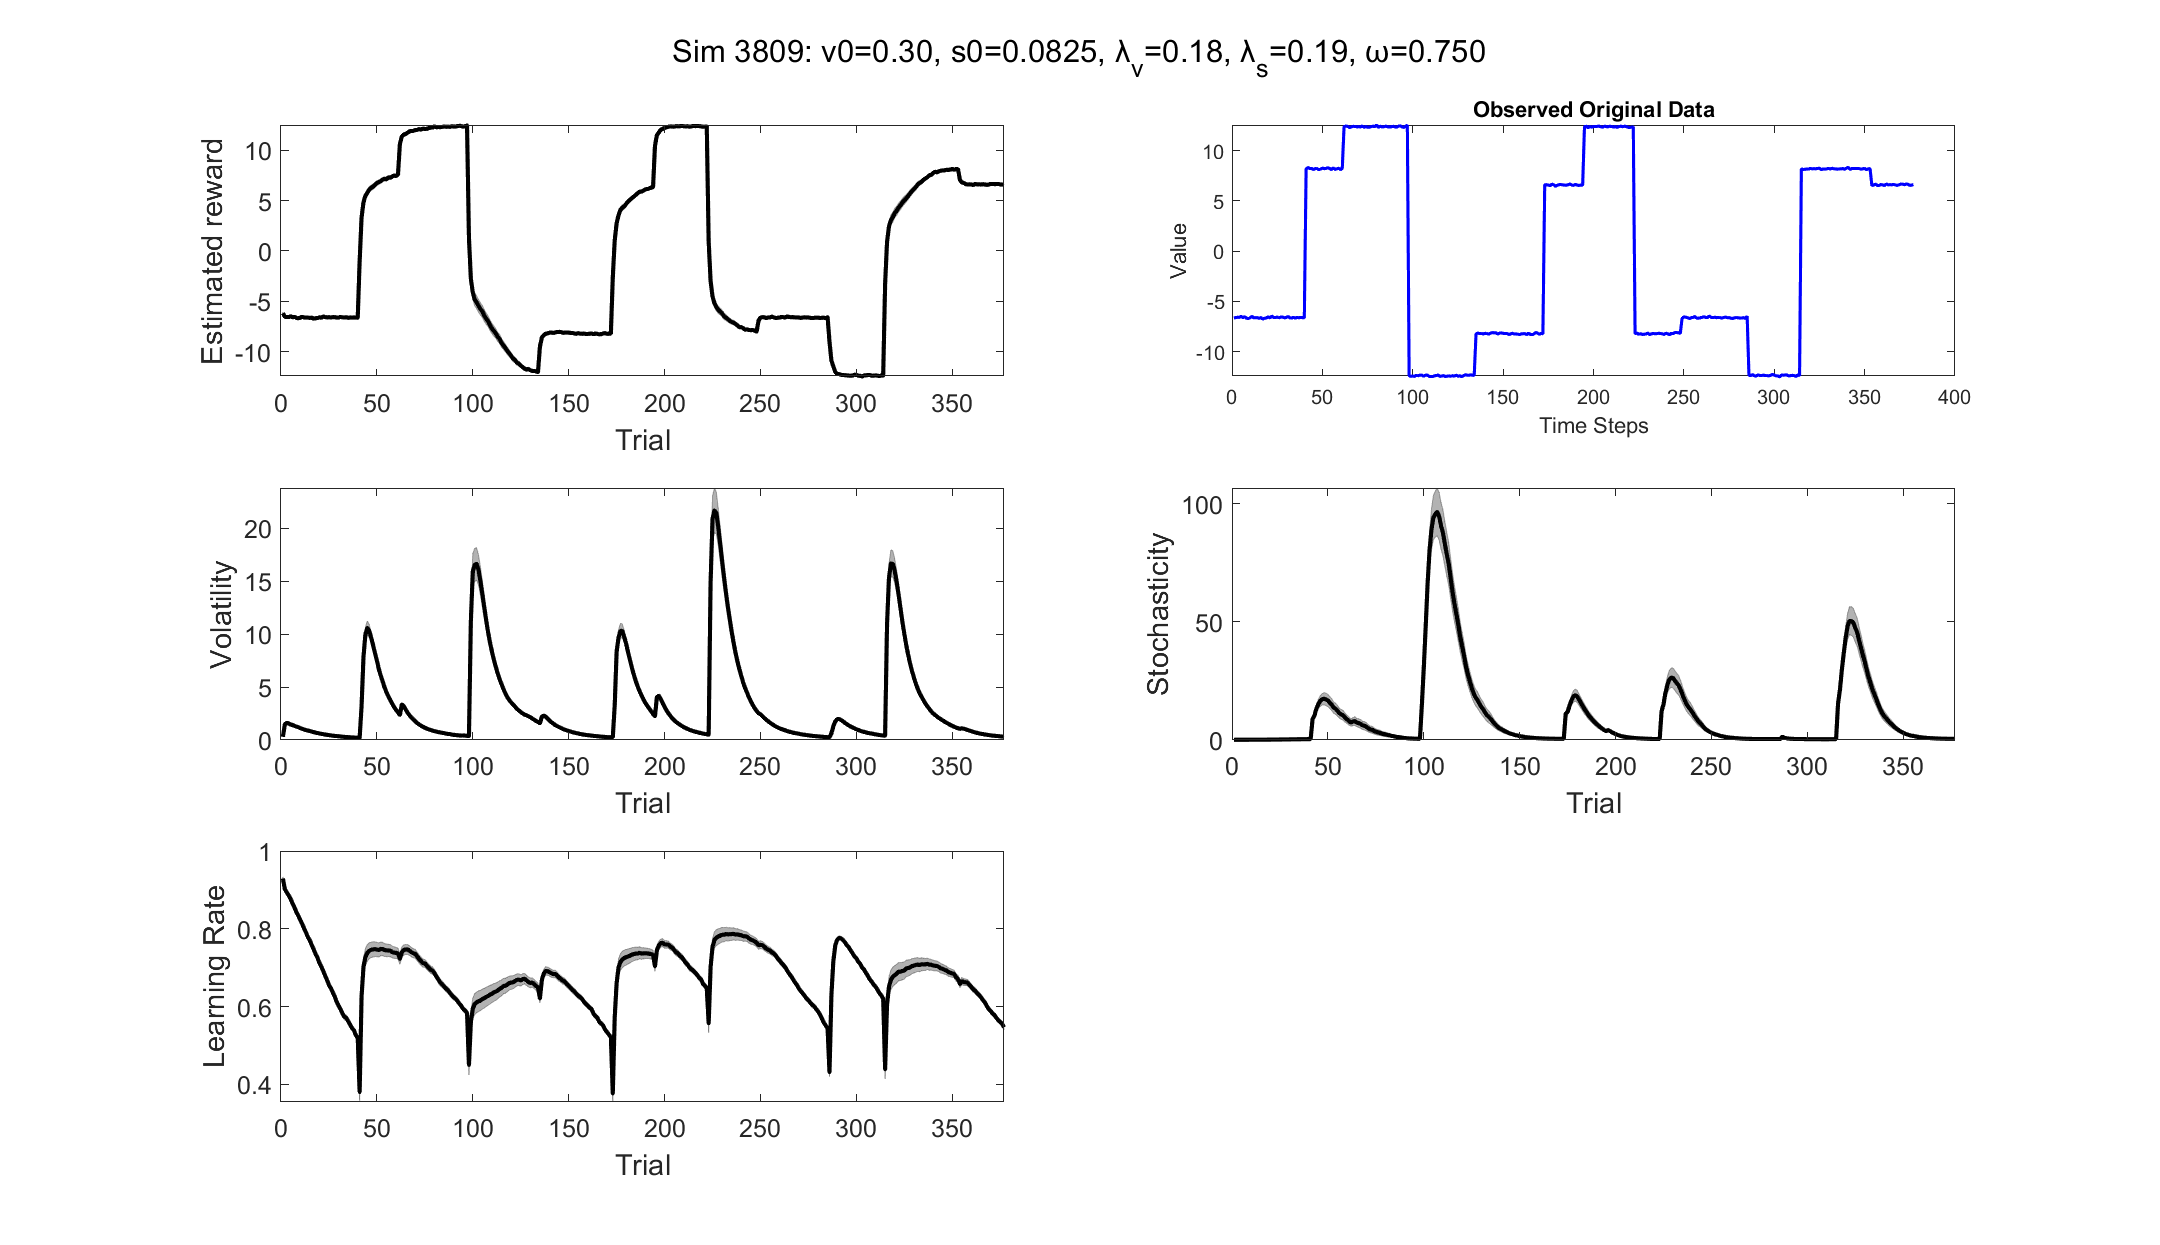 Sim 3809: v0=0.30, s0=0.0825, λv=0.18, λs=0.19, ω=0.750
Estimated reward
10
5
0
-5
-10
0 50 100 150 200 250 300 350
Trial
Observed Original Data
Value
10
5
0
-5
-10
0 50 100 150 200 250 300 350 400
Time Steps
Volatility
20
15
10
5
0
0 50 100 150 200 250 300 350
Trial
Stochasticity
100
50
0
0 50 100 150 200 250 300 350
Trial
Learning Rate
1
0.8
0.6
0.4
0 50 100 150 200 250 300 350
Trial